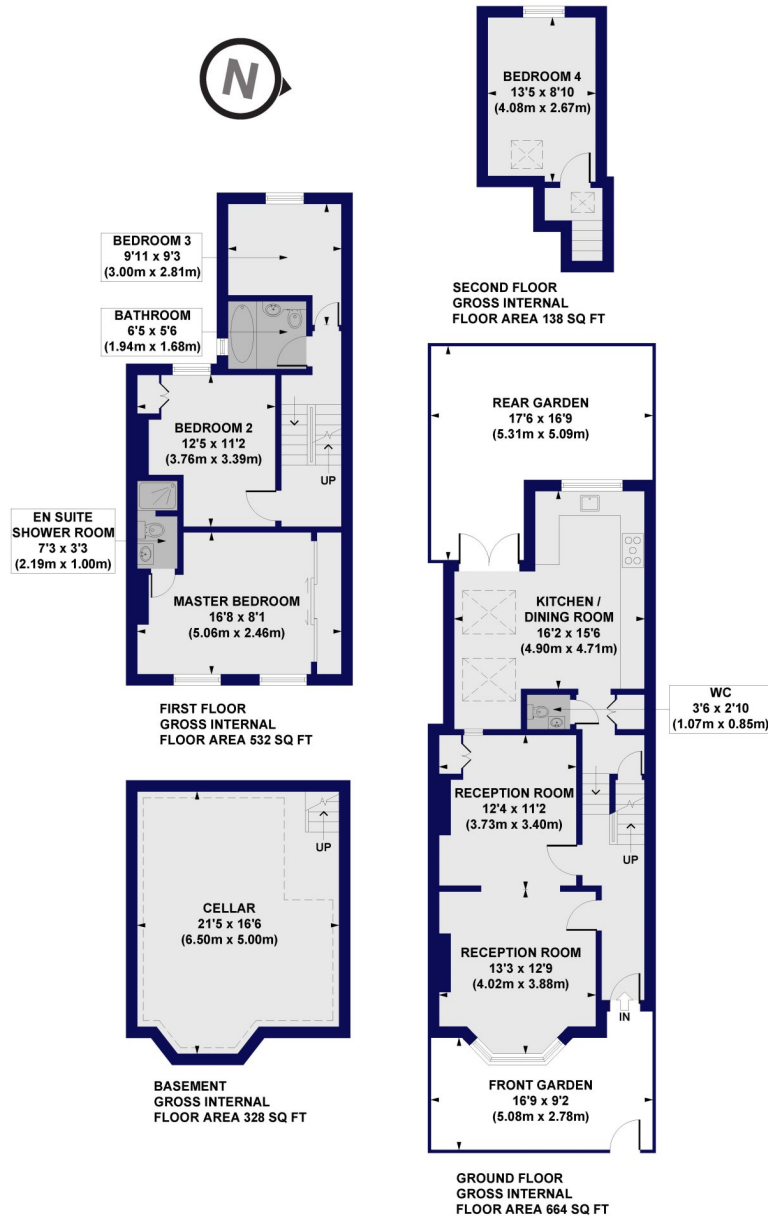 N
BEDROOM 4
13'5 x 8'10
(4.08m x 2.67m)
SECOND FLOOR
GROSS INTERNAL
FLOOR AREA 138 SQ FT
BEDROOM 3
9'11 x 9'3
(3.00m x 2.81m)
BATHROOM
6'5 x 5'6
(1.94m x 1.68m)
BEDROOM 2
12'5 x 11'2
(3.76m x 3.39m)
UP
EN SUITE
SHOWER ROOM
7'3 x 3'3
(2.19m x 1.00m)
MASTER BEDROOM
16'8 x 8'1
(5.06m x 2.46m)
FIRST FLOOR
GROSS INTERNAL
FLOOR AREA 532 SQ FT
REAR GARDEN
17'6 x 16'9
(5.31m x 5.09m)
KITCHEN /
DINING ROOM
16'2 x 15'6
(4.90m x 4.71m)
WC
3'6 x 2'10
(1.07m x 0.85m)
RECEPTION ROOM
12'4 x 11'2
(3.73m x 3.40m)
UP
RECEPTION ROOM
13'3 x 12'9
(4.02m x 3.88m)
IN
FRONT GARDEN
16'9 x 9'2
(5.08m x 2.78m)
GROUND FLOOR
GROSS INTERNAL
FLOOR AREA 664 SQ FT
UP
CELLAR
21'5 x 16'6
(6.50m x 5.00m)
BASEMENT
GROSS INTERNAL
FLOOR AREA 328 SQ FT